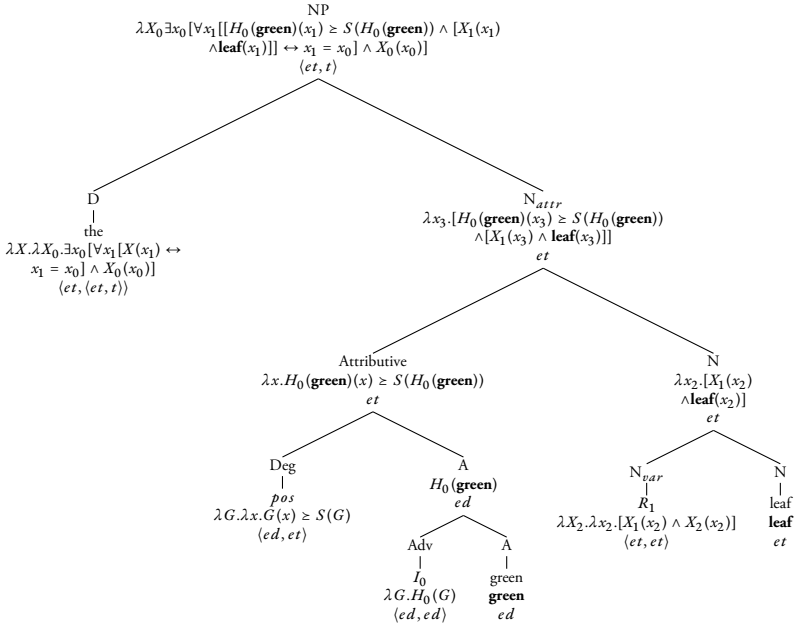 NP
λX₀∃x₀[∀x₁[[H₀(green)(x₁) ≥ S(H₀(green)) ∧ [X₁(x₁)
∧leaf(x₁)]] ↔ x₁ = x₀] ∧ X₀(x₀)]
⟨et, t⟩
D
the
λX.λX₀.∃x₀[∀x₁[X(x₁) ↔
x₁ = x₀] ∧ X₀(x₀)]
⟨et, ⟨et, t⟩⟩
N_attr
λx₃.[H₀(green)(x₃) ≥ S(H₀(green))
∧[X₁(x₃) ∧ leaf(x₃)]]
et
Attributive
λx.H₀(green)(x) ≥ S(H₀(green))
et
N
λx₂.[X₁(x₂)
∧leaf(x₂)]
et
Deg
pos
λG.λx.G(x) ≥ S(G)
⟨ed, et⟩
A
H₀(green)
ed
N_var
R₁
λX₂.λx₂.[X₁(x₂) ∧ X₂(x₂)]
⟨et, et⟩
N
leaf
leaf
et
Adv
I₀
λG.H₀(G)
⟨ed, ed⟩
A
green
green
ed